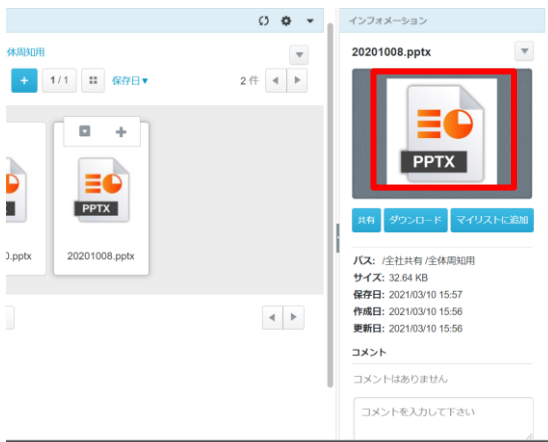 インフォメーション
全体周知用
1 / 1
保存日▼
2 件
PPTX
20201008.pptx
0.pptx
20201008.pptx
PPTX
共有
ダウンロード
マイリストに追加
パス: /全社共有 /全体周知用
サイズ: 32.64 KB
保存日: 2021/03/10 15:57
作成日: 2021/03/10 15:56
更新日: 2021/03/10 15:56
コメント
コメントはありません
コメントを入力して下さい